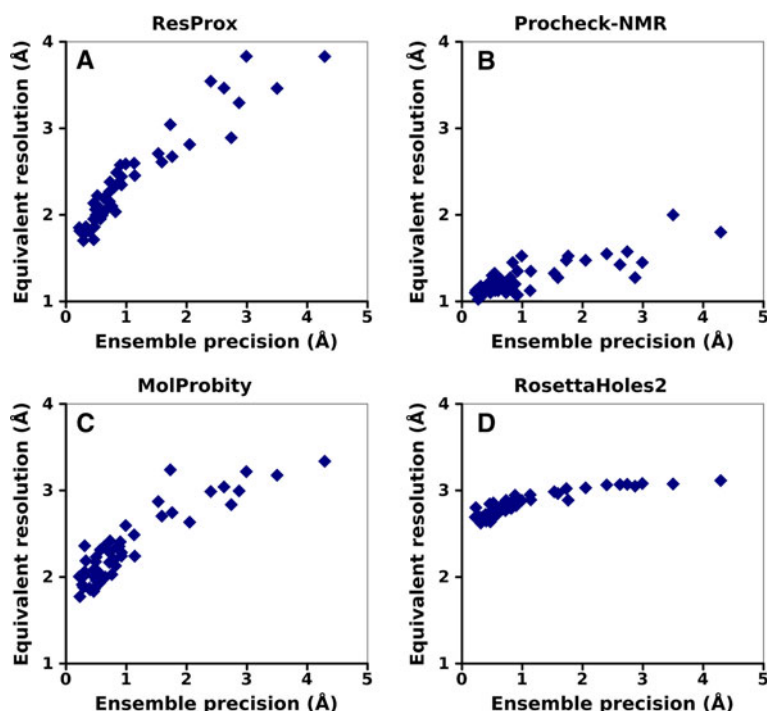 ResProx
A
Equivalent resolution (Å)
4
3
2
1
0 1 2 3 4 5
Ensemble precision (Å)
Procheck-NMR
B
Equivalent resolution (Å)
4
3
2
1
0 1 2 3 4 5
Ensemble precision (Å)
MolProbity
C
Equivalent resolution (Å)
4
3
2
1
0 1 2 3 4 5
Ensemble precision (Å)
RosettaHoles2
D
Equivalent resolution (Å)
4
3
2
1
0 1 2 3 4 5
Ensemble precision (Å)